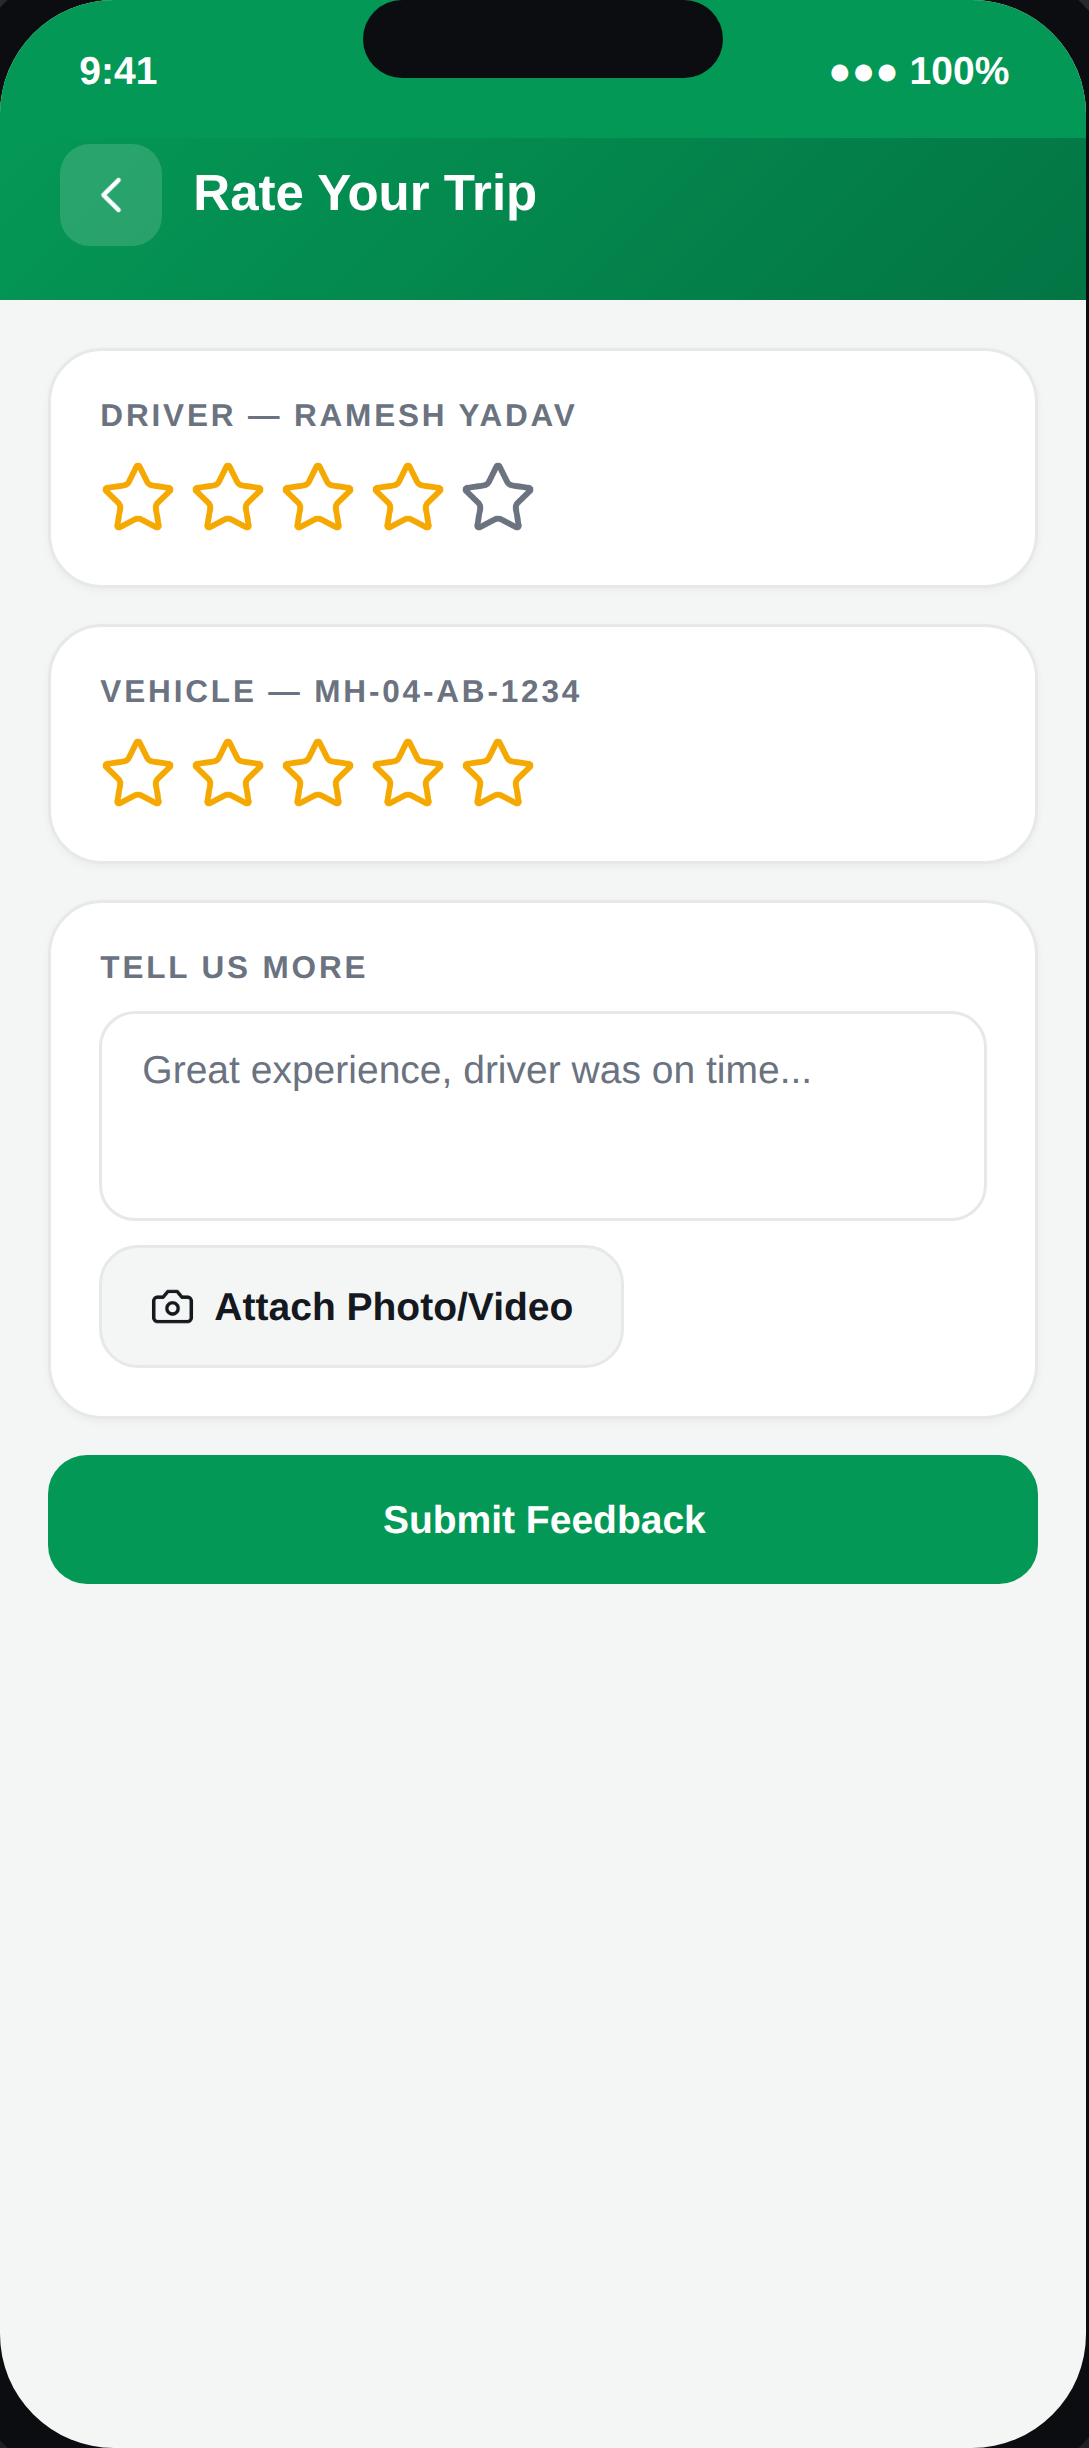 9:41
●●● 100%
Rate Your Trip
DRIVER — RAMESH YADAV
VEHICLE — MH-04-AB-1234
TELL US MORE
Great experience, driver was on time...
Attach Photo/Video
Submit Feedback